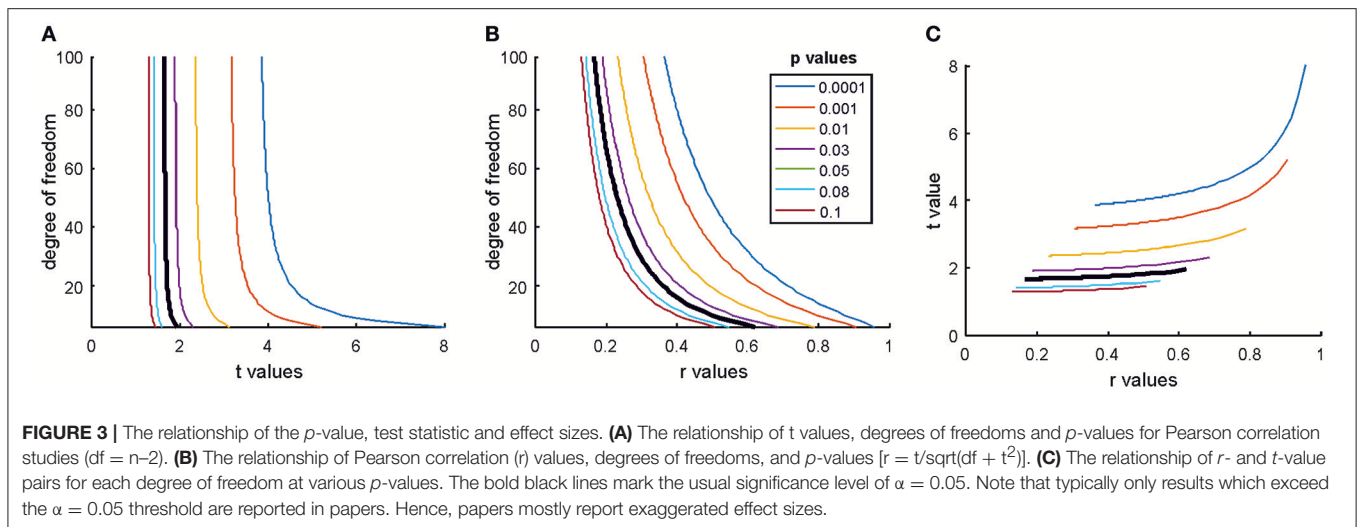 A
100
80
60
40
20
0
2
4
6
8
degree of freedom
t values
B
100
80
60
40
20
0
0.2
0.4
0.6
0.8
1
degree of freedom
r values
p values
0.0001
0.001
0.01
0.03
0.05
0.08
0.1
C
8
6
4
2
0
0
0.2
0.4
0.6
0.8
1
t value
r values
FIGURE 3 | The relationship of the p-value, test statistic and effect sizes. (A) The relationship of t values, degrees of freedoms and p-values for Pearson correlation
studies (df = n–2). (B) The relationship of Pearson correlation (r) values, degrees of freedoms, and p-values [r = t/sqrt(df + t²)]. (C) The relationship of r- and t-value
pairs for each degree of freedom at various p-values. The bold black lines mark the usual significance level of α = 0.05. Note that typically only results which exceed
the α = 0.05 threshold are reported in papers. Hence, papers mostly report exaggerated effect sizes.